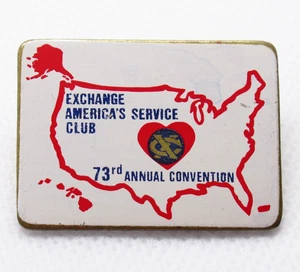 EXCHANGE
AMERICA'S SERVICE
CLUB
73rd ANNUAL CONVENTION